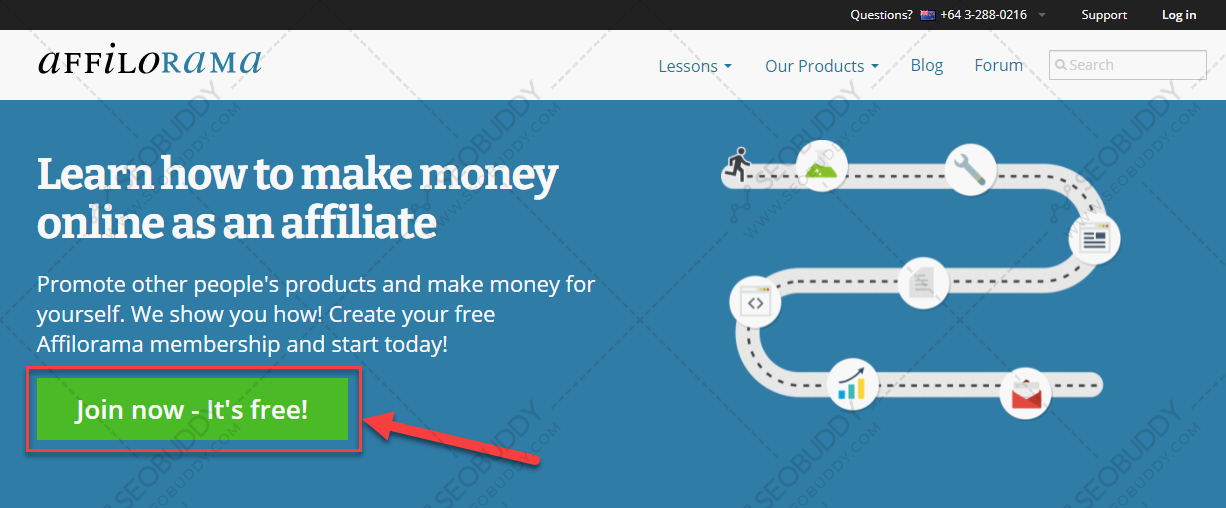 Questions? +64 3-288-0216 Support Log in
AFFiLORAMA
Lessons Our Products Blog Forum Search
Learn how to make money
online as an affiliate
Promote other people's products and make money for
yourself. We show you how! Create your free
Affilorama membership and start today!
Join now - It's free!
SEOBUDDY
WWW.SEOBUDDY.COM